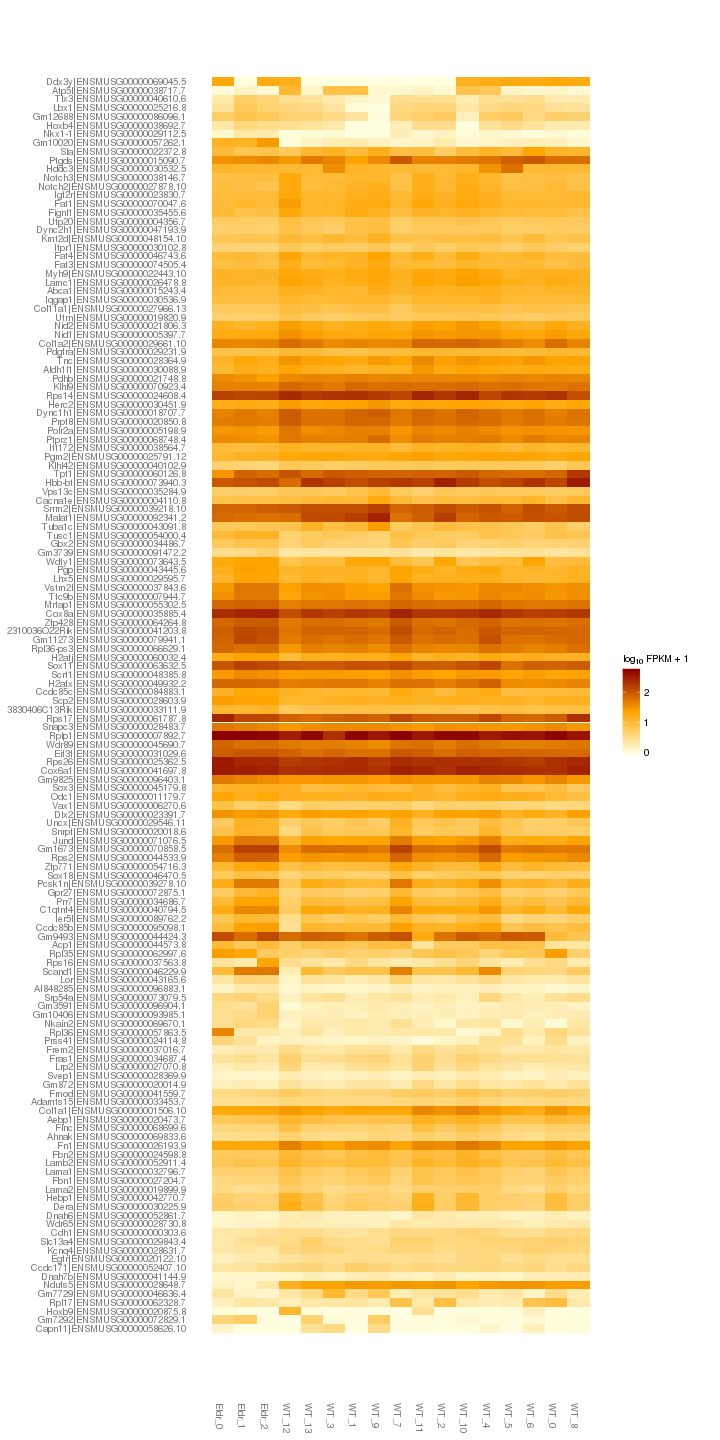 Ddx3y|ENSMUSG00000069045.5
Atp5l|ENSMUSG00000038717.7
Tlx3|ENSMUSG00000040610.6
Lbx1|ENSMUSG00000025216.8
Gm12688|ENSMUSG00000086096.1
Hoxb4|ENSMUSG00000038692.7
Nkx1-1|ENSMUSG00000029112.5
Gm10020|ENSMUSG00000057262.1
Sla|ENSMUSG00000022372.8
Ptgds|ENSMUSG00000015090.7
Hddc3|ENSMUSG00000030532.5
Notch3|ENSMUSG00000038146.7
Notch2|ENSMUSG00000027878.10
Igf2r|ENSMUSG00000023830.7
Fat1|ENSMUSG00000070047.6
Fignl1|ENSMUSG00000035455.6
Utp20|ENSMUSG00000004356.7
Dync2h1|ENSMUSG00000047193.9
Kmt2d|ENSMUSG00000048154.10
Itpr1|ENSMUSG00000030102.8
Fat4|ENSMUSG00000046743.6
Fat3|ENSMUSG00000074505.4
Myh9|ENSMUSG00000022443.10
Lamc1|ENSMUSG00000026478.8
Abca1|ENSMUSG00000015243.4
Iqgap1|ENSMUSG00000030536.9
Col11a1|ENSMUSG00000027966.13
Utrn|ENSMUSG00000019820.9
Nid2|ENSMUSG00000021806.3
Nid1|ENSMUSG00000005397.7
Col1a2|ENSMUSG00000029661.10
Pdgfra|ENSMUSG00000029231.9
Tnc|ENSMUSG00000028364.9
Aldh1l1|ENSMUSG00000030088.9
Pdhb|ENSMUSG00000021748.8
Klhl9|ENSMUSG00000070923.4
Rps14|ENSMUSG00000024608.4
Herc2|ENSMUSG00000030451.9
Dync1h1|ENSMUSG00000018707.7
Prpf8|ENSMUSG00000020850.8
Polr2a|ENSMUSG00000005198.9
Ptprz1|ENSMUSG00000068748.4
Ift172|ENSMUSG00000038564.7
Pgm2|ENSMUSG00000025791.12
Klhl42|ENSMUSG00000040102.9
Tpt1|ENSMUSG00000060126.8
Hbb-bt|ENSMUSG00000073940.3
Vps13c|ENSMUSG00000035284.9
Cacna1e|ENSMUSG00000004110.8
Srrm2|ENSMUSG00000039218.10
Malat1|ENSMUSG00000092341.2
Tuba1c|ENSMUSG00000043091.8
Tusc1|ENSMUSG00000054000.4
Gbx2|ENSMUSG00000034486.7
Gm3739|ENSMUSG00000091472.2
Wdfy1|ENSMUSG00000073643.5
Pgp|ENSMUSG00000043445.6
Lhx5|ENSMUSG00000029595.7
Vstm2l|ENSMUSG00000037843.6
Ttc9b|ENSMUSG00000007944.7
Mrfap1|ENSMUSG00000055302.5
Cox8a|ENSMUSG00000035885.4
Zfp428|ENSMUSG00000064264.8
2310036O22Rik|ENSMUSG00000041203.8
Gm11273|ENSMUSG00000079941.1
Rpl36-ps3|ENSMUSG00000066629.1
H2afj|ENSMUSG00000060032.4
Sox11|ENSMUSG00000063632.5
Scrt1|ENSMUSG00000048385.8
H2afx|ENSMUSG00000049932.2
Ccdc85c|ENSMUSG00000084883.1
Scp2|ENSMUSG00000028603.9
3830406C13Rik|ENSMUSG00000033111.9
Rps17|ENSMUSG00000061787.8
Snapc3|ENSMUSG00000028483.7
Rplp1|ENSMUSG00000007892.7
Wdr89|ENSMUSG00000045690.7
Eif3f|ENSMUSG00000031029.6
Rps26|ENSMUSG00000025362.5
Cox6a1|ENSMUSG00000041697.8
Gm9825|ENSMUSG00000096403.1
Sox3|ENSMUSG00000045179.8
Odc1|ENSMUSG00000011179.7
Vax1|ENSMUSG00000006270.6
Dlx2|ENSMUSG00000023391.7
Uncx|ENSMUSG00000029546.11
Snrpf|ENSMUSG00000020018.6
Jund|ENSMUSG00000071076.5
Gm1673|ENSMUSG00000070858.5
Rps2|ENSMUSG00000044533.9
Zfp771|ENSMUSG00000054716.3
Sox18|ENSMUSG00000046470.5
Pcsk1n|ENSMUSG00000039278.10
Gpr27|ENSMUSG00000072875.1
Prr7|ENSMUSG00000034686.7
C1qtnf4|ENSMUSG00000040794.5
Ier5l|ENSMUSG00000089762.2
Ccdc85b|ENSMUSG00000095098.1
Gm9493|ENSMUSG00000044424.3
Acp1|ENSMUSG00000044573.8
Rpl35|ENSMUSG00000062997.6
Rps16|ENSMUSG00000037563.8
Scand1|ENSMUSG00000046229.9
Lor|ENSMUSG00000043165.6
AI848285|ENSMUSG00000096883.1
Srp54a|ENSMUSG00000073079.5
Gm3591|ENSMUSG00000096904.1
Gm10406|ENSMUSG00000093985.1
Nkain2|ENSMUSG00000069670.1
Rpl36|ENSMUSG00000057863.5
Prss41|ENSMUSG00000024114.8
Frem2|ENSMUSG00000037016.7
Fras1|ENSMUSG00000034687.4
Lrp2|ENSMUSG00000027070.8
Svep1|ENSMUSG00000028369.9
Gm872|ENSMUSG00000020014.9
Fmod|ENSMUSG00000041559.7
Adamts15|ENSMUSG00000033453.7
Col1a1|ENSMUSG00000001506.10
Aebp1|ENSMUSG00000020473.7
Flnc|ENSMUSG00000068699.6
Ahnak|ENSMUSG00000069833.6
Fn1|ENSMUSG00000026193.9
Fbn2|ENSMUSG00000024598.8
Lamb2|ENSMUSG00000052911.4
Lama1|ENSMUSG00000032796.7
Fbn1|ENSMUSG00000027204.7
Lama2|ENSMUSG00000019899.9
Hebp1|ENSMUSG00000042770.7
Dera|ENSMUSG00000030225.9
Dnah6|ENSMUSG00000052861.7
Wdr65|ENSMUSG00000028730.8
Cdh1|ENSMUSG00000000303.6
Slc13a4|ENSMUSG00000029843.4
Kcnq4|ENSMUSG00000028631.7
Egfr|ENSMUSG00000020122.10
Ccdc171|ENSMUSG00000052407.10
Dnah7b|ENSMUSG00000041144.9
Ndufs5|ENSMUSG00000028648.7
Gm7729|ENSMUSG00000046636.4
Rpl17|ENSMUSG00000062328.7
Hoxb9|ENSMUSG00000020875.8
Gm7292|ENSMUSG00000072829.1
Capn11|ENSMUSG00000058626.10
log10 FPKM + 1
2
1
0
Eldr_0
Eldr_1
Eldr_2
WT_12
WT_13
WT_3
WT_1
WT_9
WT_7
WT_11
WT_2
WT_10
WT_4
WT_5
WT_6
WT_0
WT_8